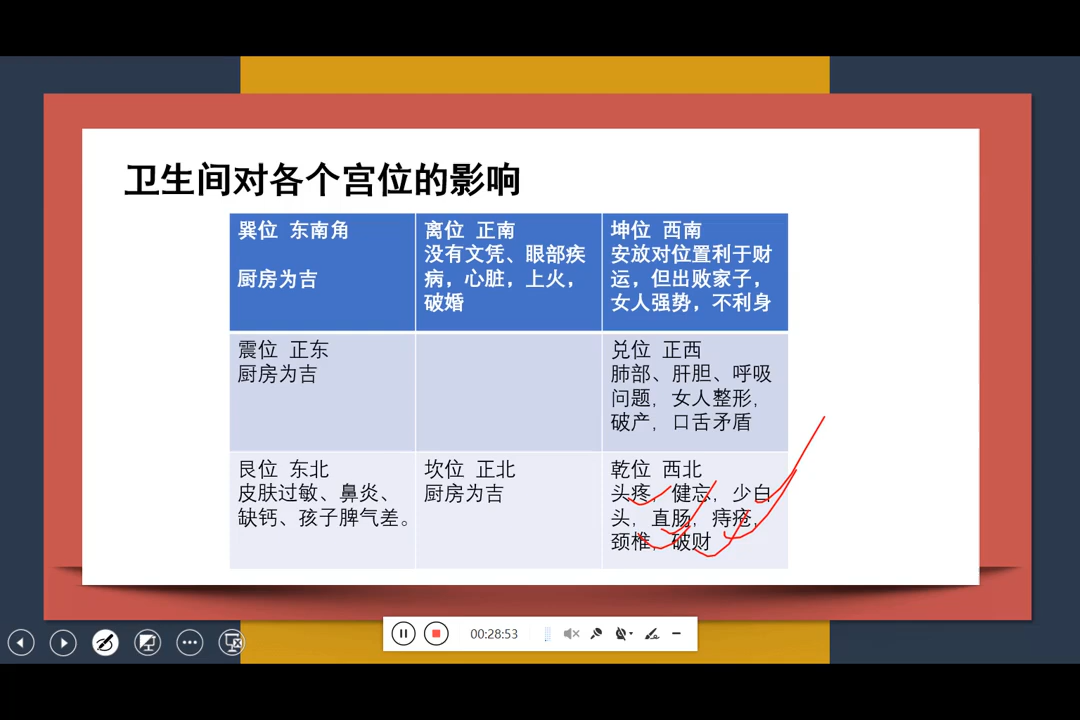 卫生间对各个宫位的影响
巽位 东南角
厨房为吉
离位 正南
没有文凭、眼部疾
病，心脏，上火，
破婚
坤位 西南
安放对位置利于财
运，但出败家子，
女人强势，不利身
震位 正东
厨房为吉
兑位 正西
肺部、肝胆、呼吸
问题，女人整形，
破产，口舌矛盾
艮位 东北
皮肤过敏、鼻炎、
缺钙、孩子脾气差。
坎位 正北
厨房为吉
乾位 西北
头疼，健忘，少白
头，直肠，痔疮，
颈椎，破财
00:28:53